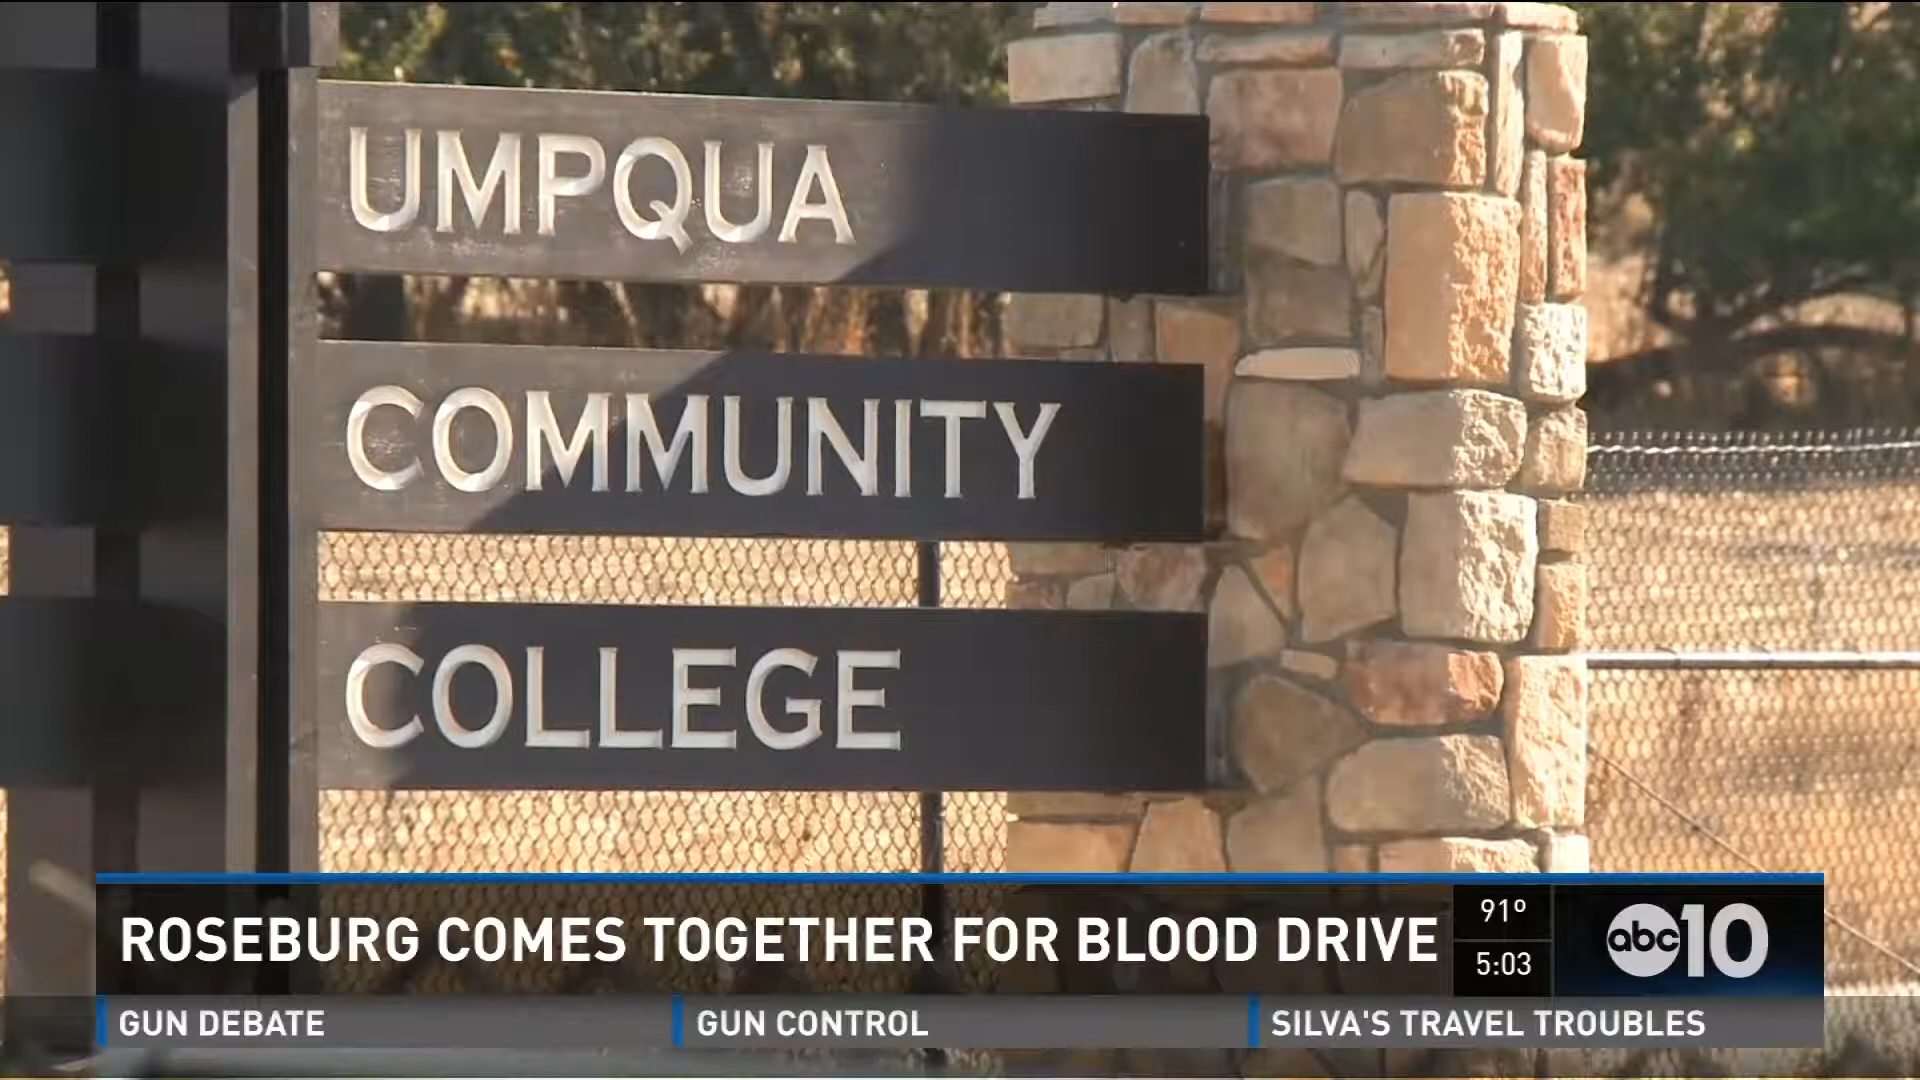 UMPQUA
COMMUNITY
COLLEGE
ROSEBURG COMES TOGETHER FOR BLOOD DRIVE
91º
5:03
abc10
GUN DEBATE
GUN CONTROL
SILVA'S TRAVEL TROUBLES